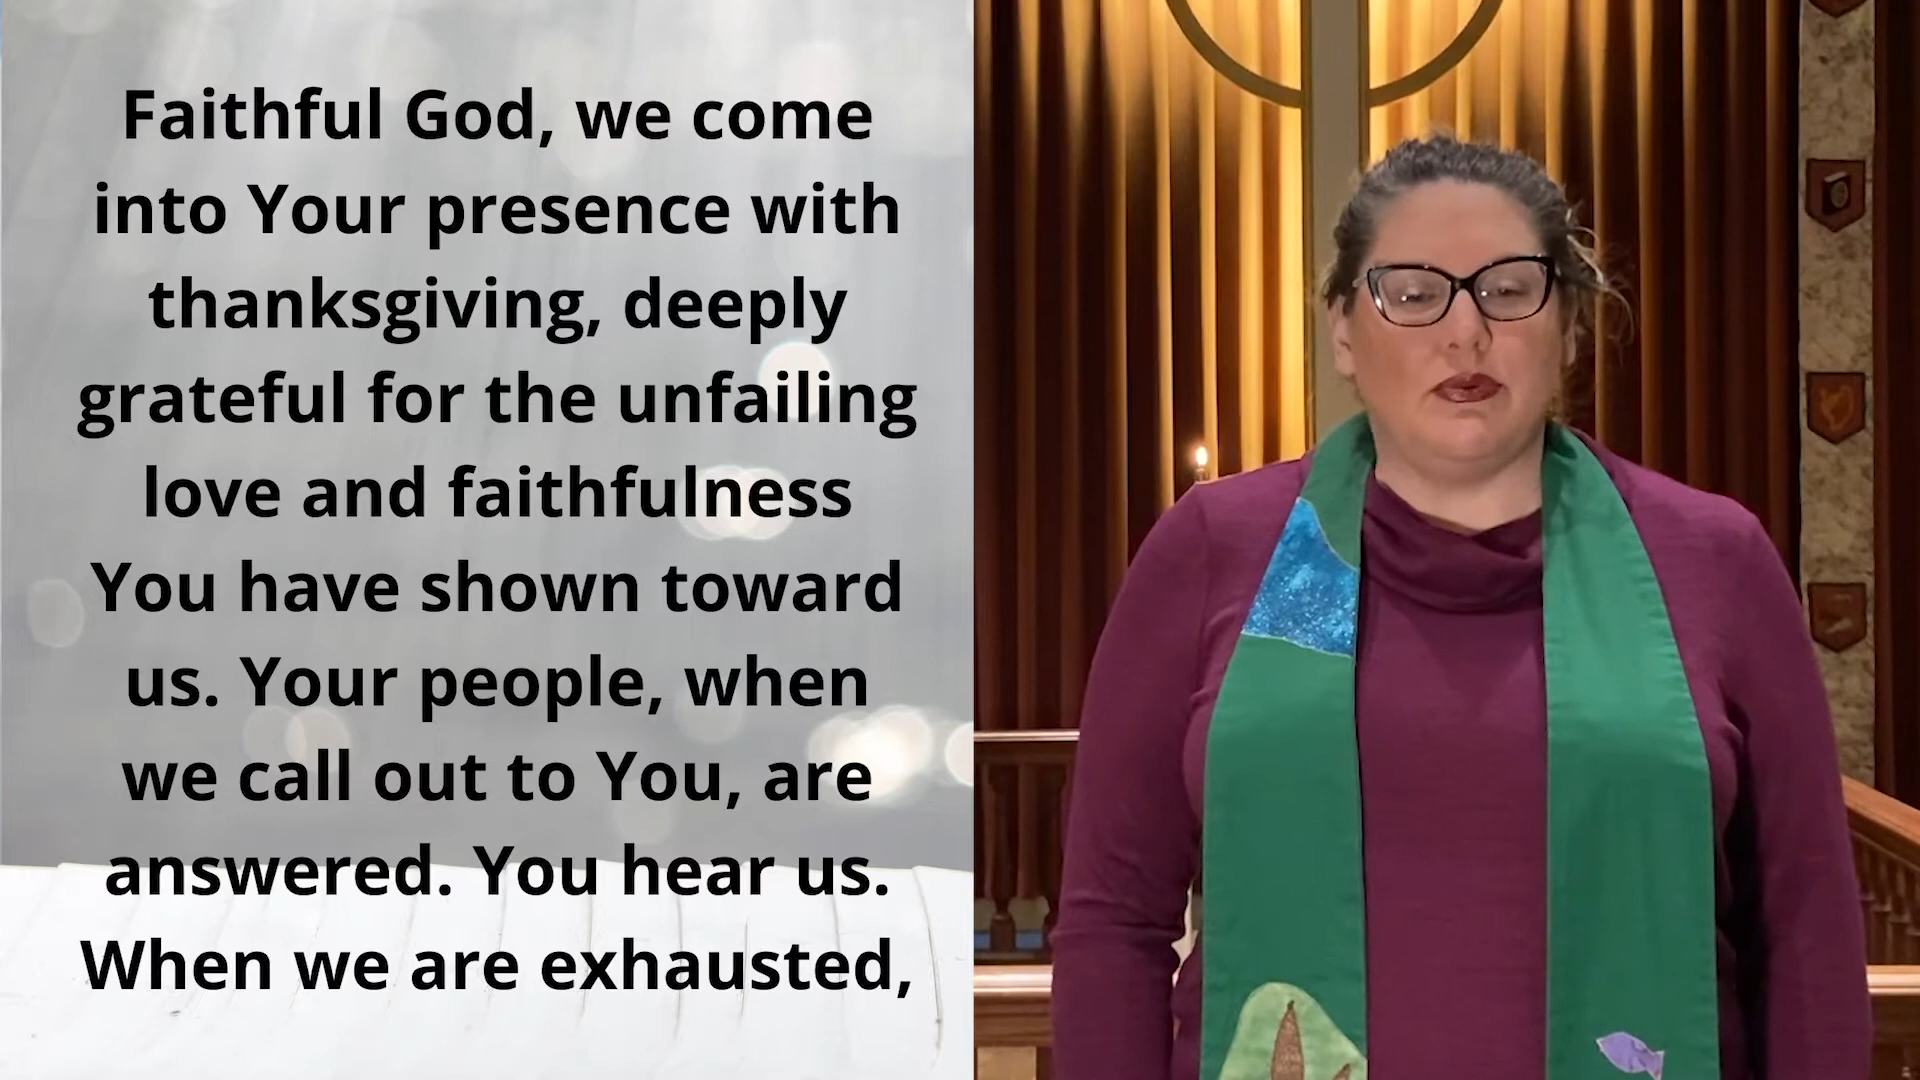 Faithful God, we come
into Your presence with
thanksgiving, deeply
grateful for the unfailing
love and faithfulness
You have shown toward
us. Your people, when
we call out to You, are
answered. You hear us.
When we are exhausted,